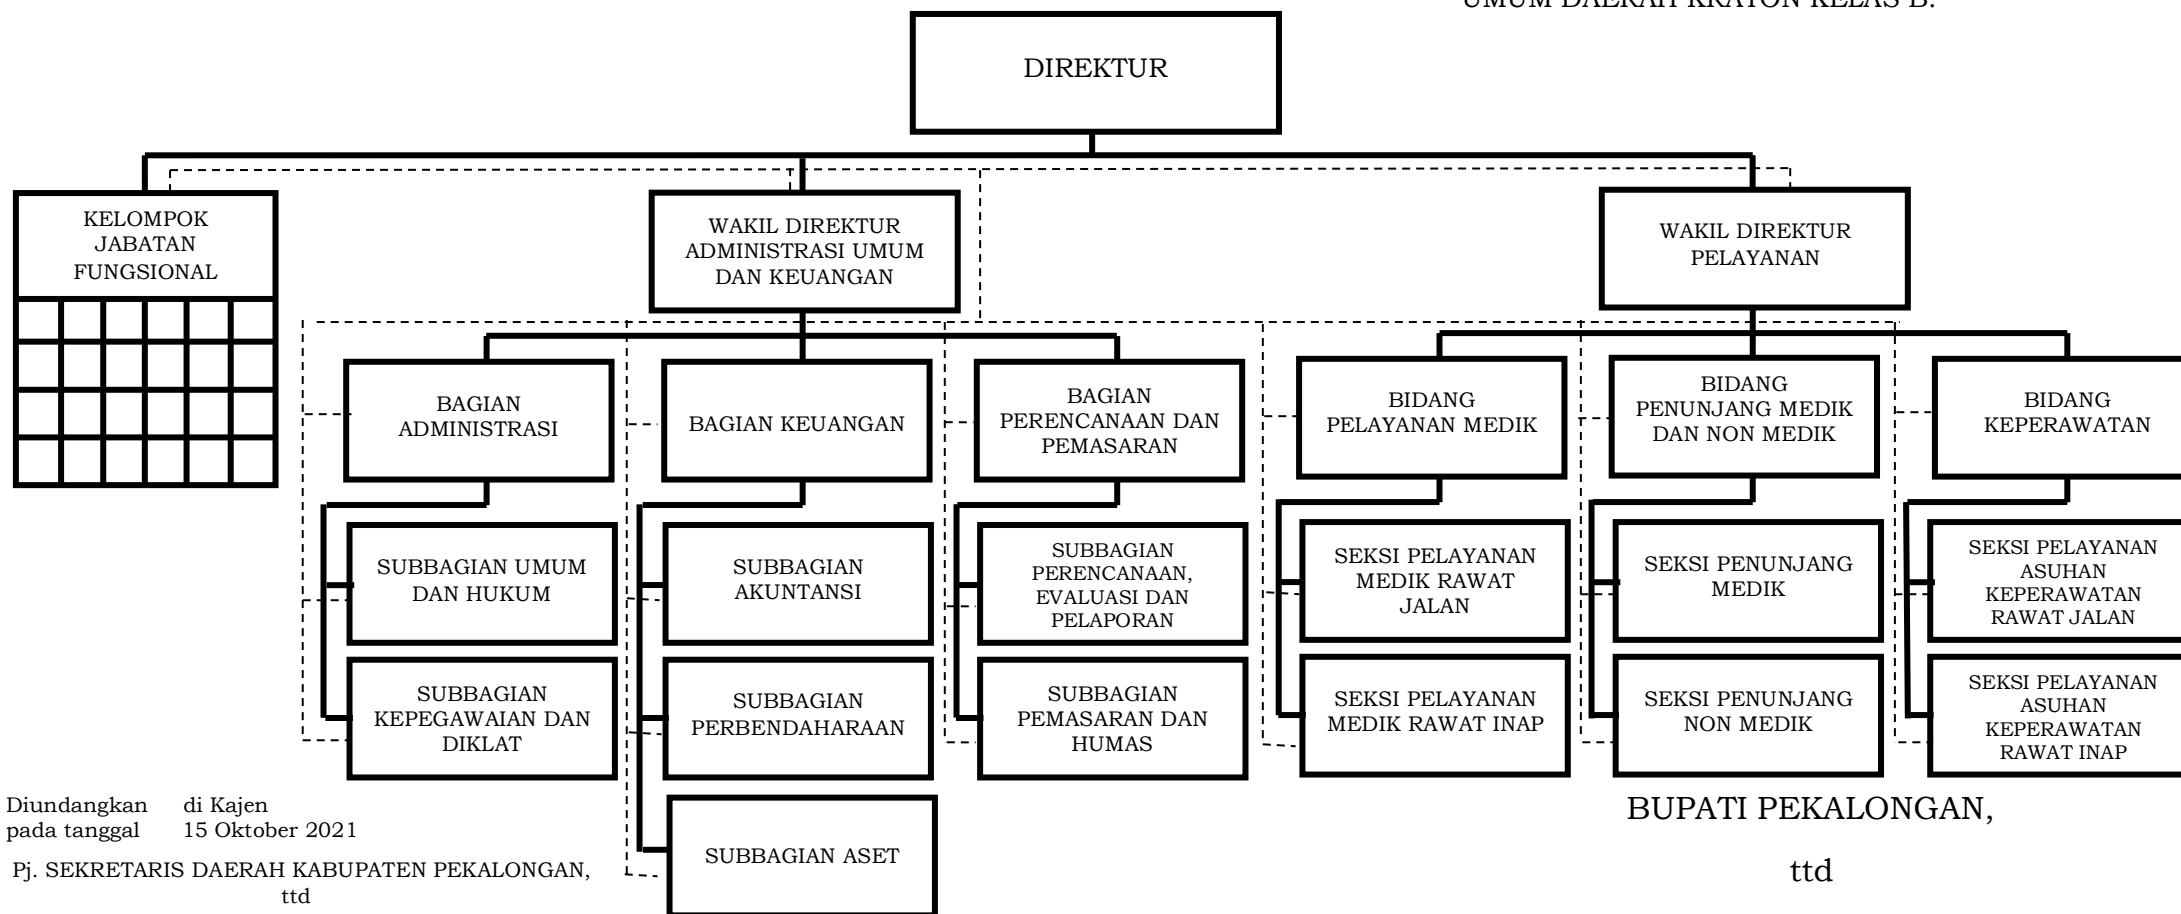 UMUM DAERAH KRATON KELAS B.
DIREKTUR
KELOMPOK
JABATAN
FUNGSIONAL
WAKIL DIREKTUR
ADMINISTRASI UMUM
DAN KEUANGAN
WAKIL DIREKTUR
PELAYANAN
BAGIAN
ADMINISTRASI
BAGIAN KEUANGAN
BAGIAN
PERENCANAAN DAN
PEMASARAN
BIDANG
PELAYANAN MEDIK
BIDANG
PENUNJANG MEDIK
DAN NON MEDIK
BIDANG
KEPERAWATAN
SUBBAGIAN UMUM
DAN HUKUM
SUBBAGIAN
AKUNTANSI
SUBBAGIAN
PERENCANAAN,
EVALUASI DAN
PELAPORAN
SEKSI PELAYANAN
MEDIK RAWAT
JALAN
SEKSI PENUNJANG
MEDIK
SEKSI PELAYANAN
ASUHAN
KEPERAWATAN
RAWAT JALAN
SUBBAGIAN
KEPEGAWAIAN DAN
DIKLAT
SUBBAGIAN
PERBENDAHARAAN
SUBBAGIAN
PEMASARAN DAN
HUMAS
SEKSI PELAYANAN
MEDIK RAWAT INAP
SEKSI PENUNJANG
NON MEDIK
SEKSI PELAYANAN
ASUHAN
KEPERAWATAN
RAWAT INAP
SUBBAGIAN ASET
Diundangkan di Kajen
pada tanggal 15 Oktober 2021
Pj. SEKRETARIS DAERAH KABUPATEN PEKALONGAN,
ttd
BUPATI PEKALONGAN,
ttd